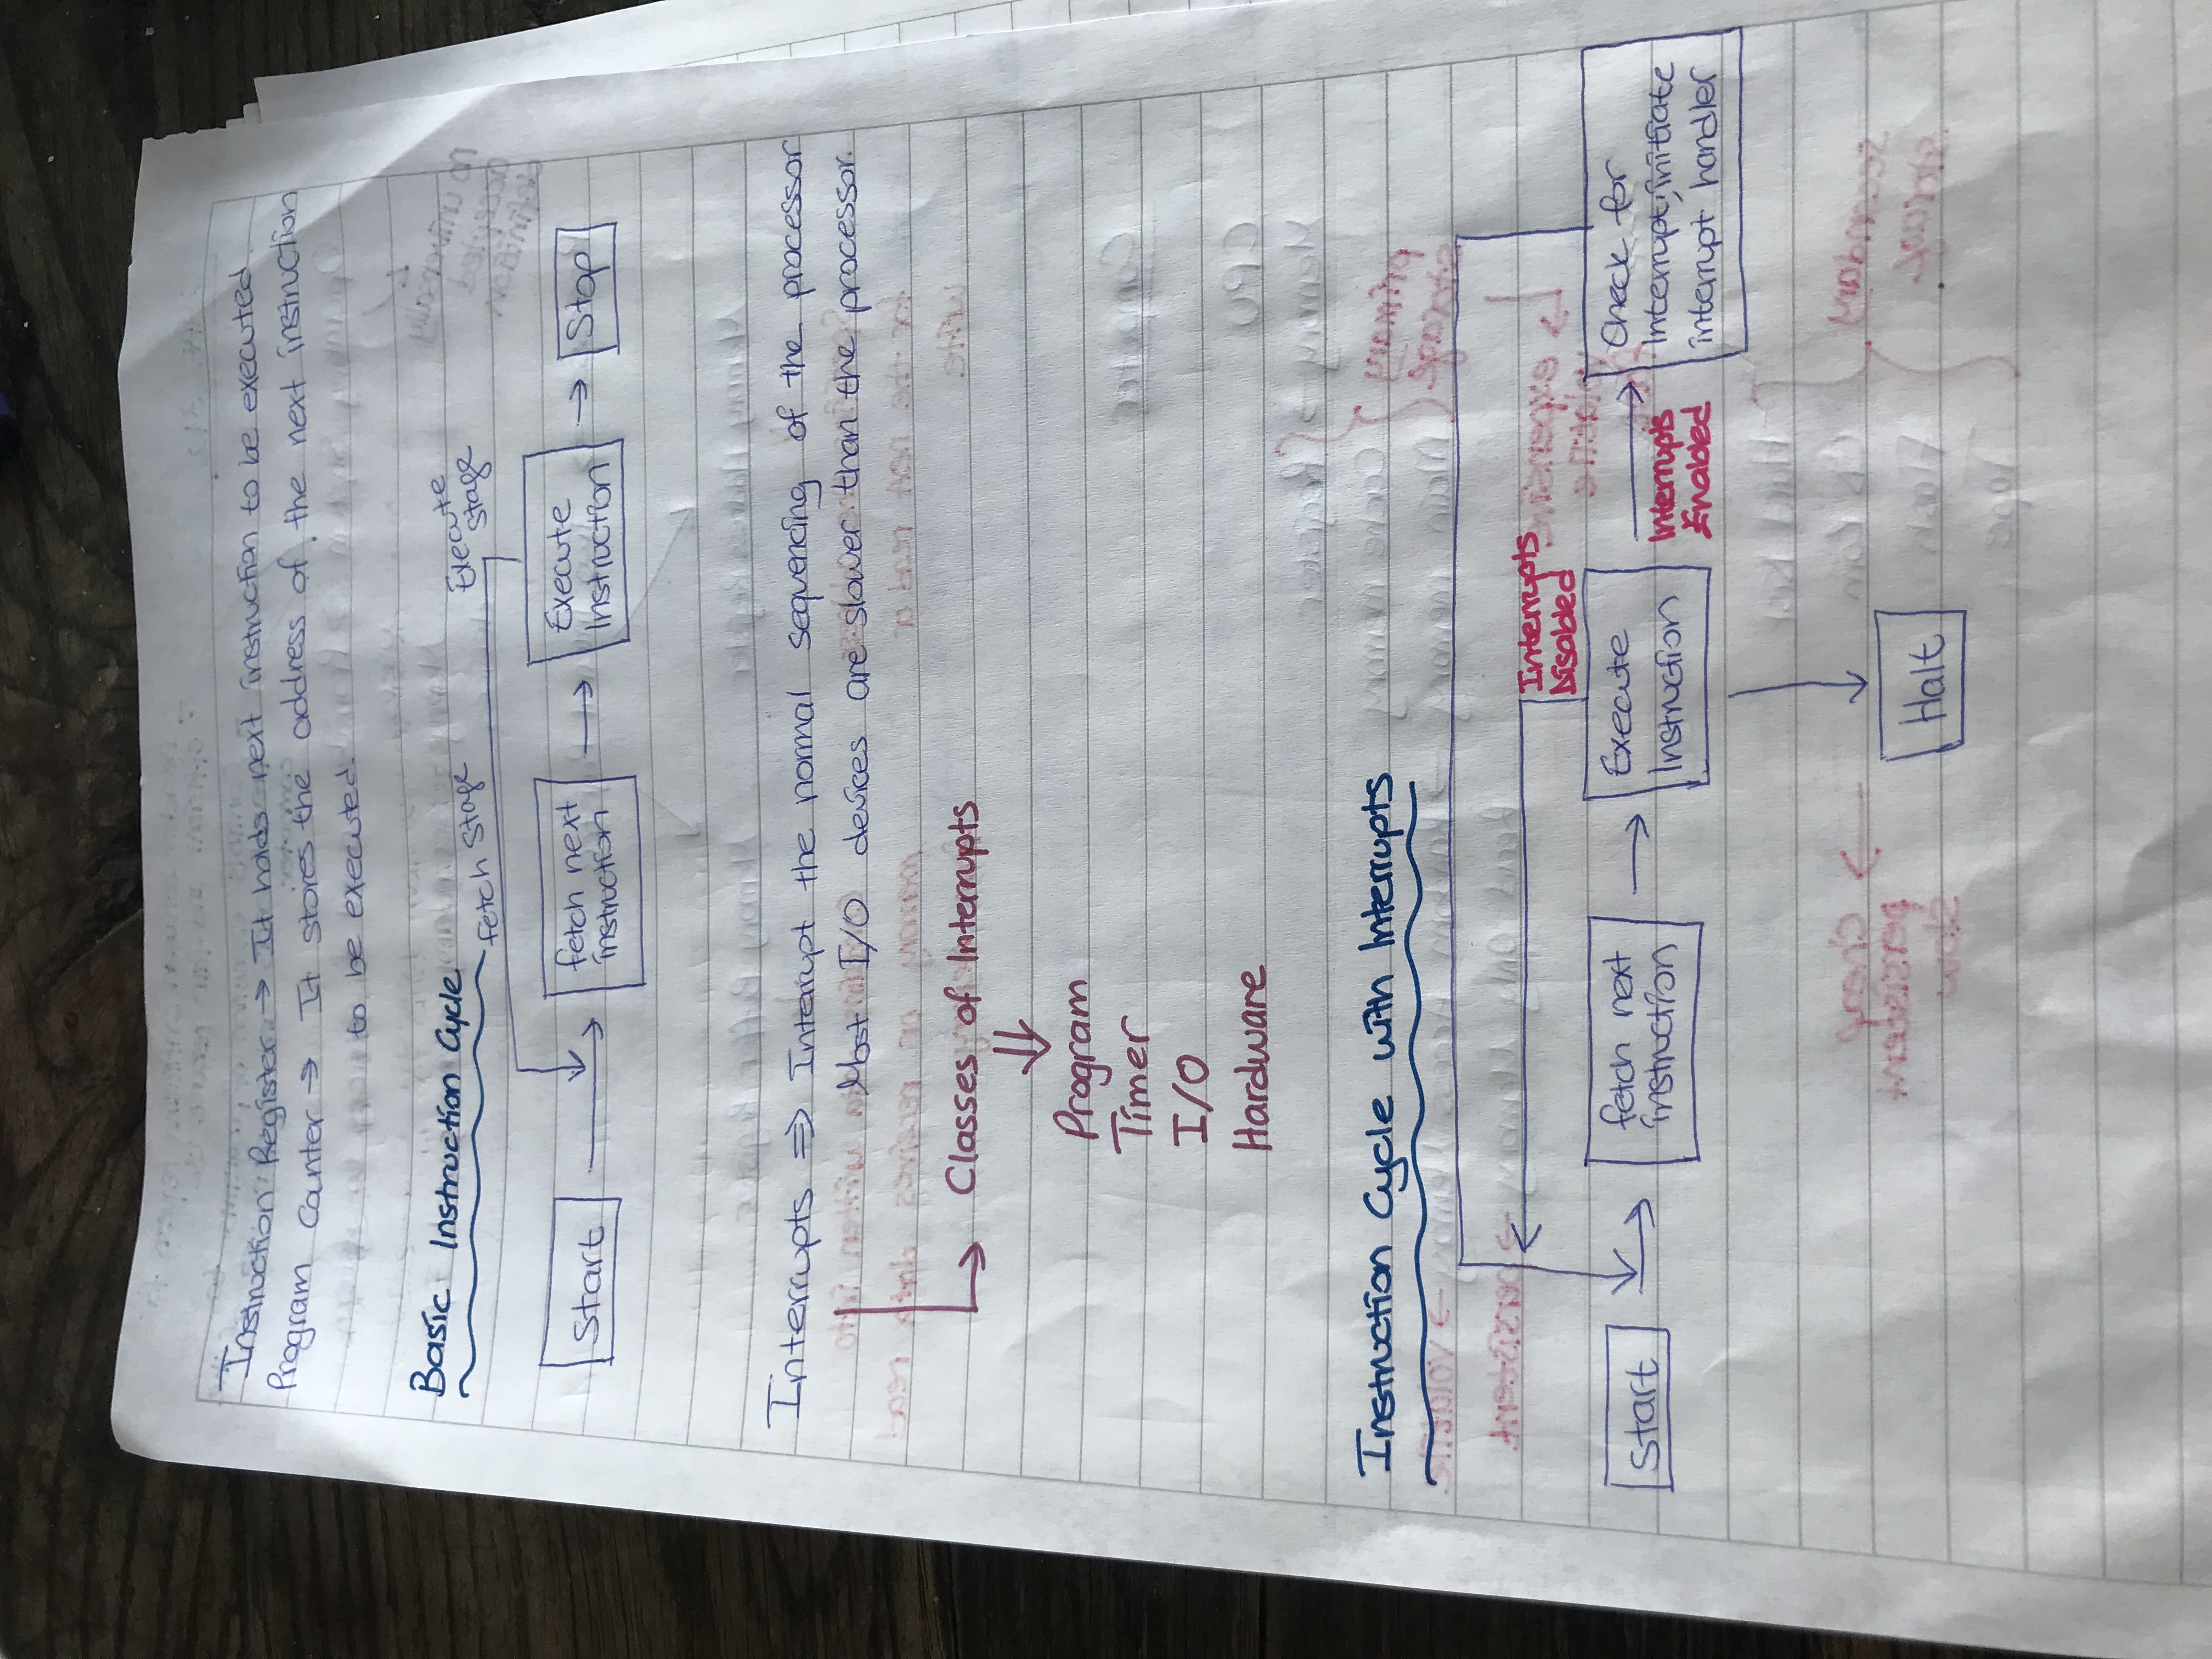 Instruction Register → It holds next instruction to be executed.
Program Counter → It stores the address of the next instruction
to be executed.
Basic Instruction Cycle
fetch stage
Execute
stage
Start
fetch next
instruction
Execute
Instruction
Stop
Interrupts ⇒ Interrupt the normal sequencing of the processor
Most I/O devices are slower than the processor.
Classes of Interrupts
Program
Timer
I/O
Hardware
Instruction Cycle with Interrupts
Interrupts
Disabled
Start
fetch next
instruction
Execute
Instruction
Interrupts
Enabled
Check for
Interrupt; initiate
interrupt handler
Halt